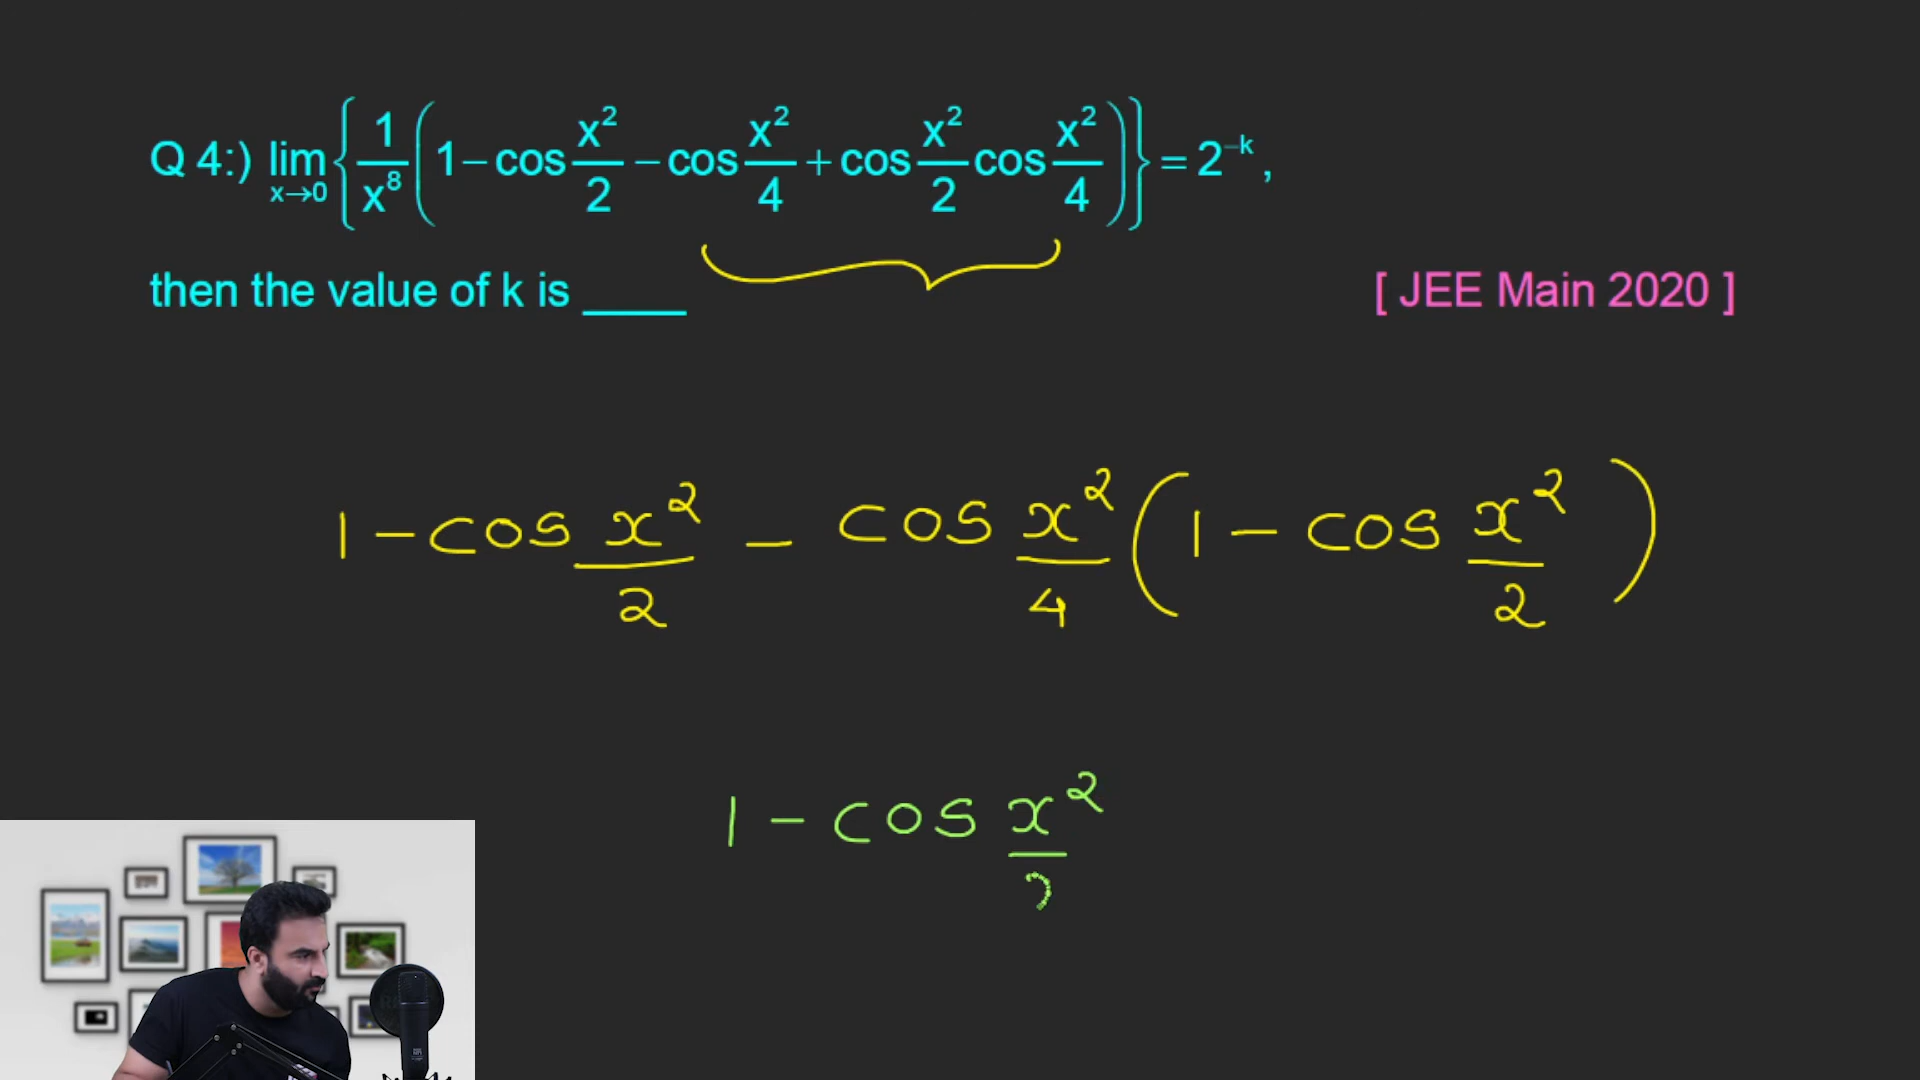 Q 4:) lim x→0 { 1/x⁸ ( 1 − cos x²/2 − cos x²/4 + cos x²/2 cos x²/4 ) } = 2⁻ᵏ ,
then the value of k is ____ [ JEE Main 2020 ]
1 − cos x²/2 − cos x²/4 ( 1 − cos x²/2 )
1 − cos x²/2